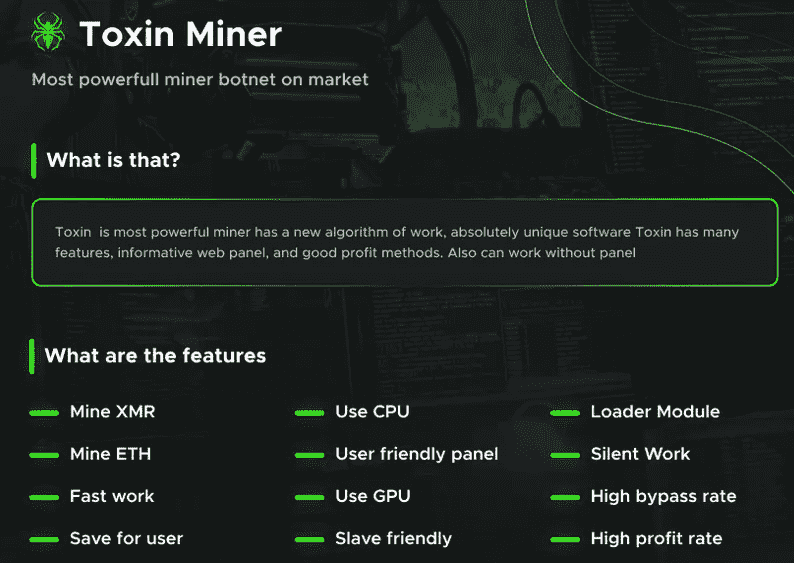 Toxin Miner
Most powerfull miner botnet on market
What is that?
Toxin is most powerful miner has a new algorithm of work, absolutely unique software Toxin has many
features, informative web panel, and good profit methods. Also can work without panel
What are the features
Mine XMR
Use CPU
Loader Module
Mine ETH
User friendly panel
Silent Work
Fast work
Use GPU
High bypass rate
Save for user
Slave friendly
High profit rate